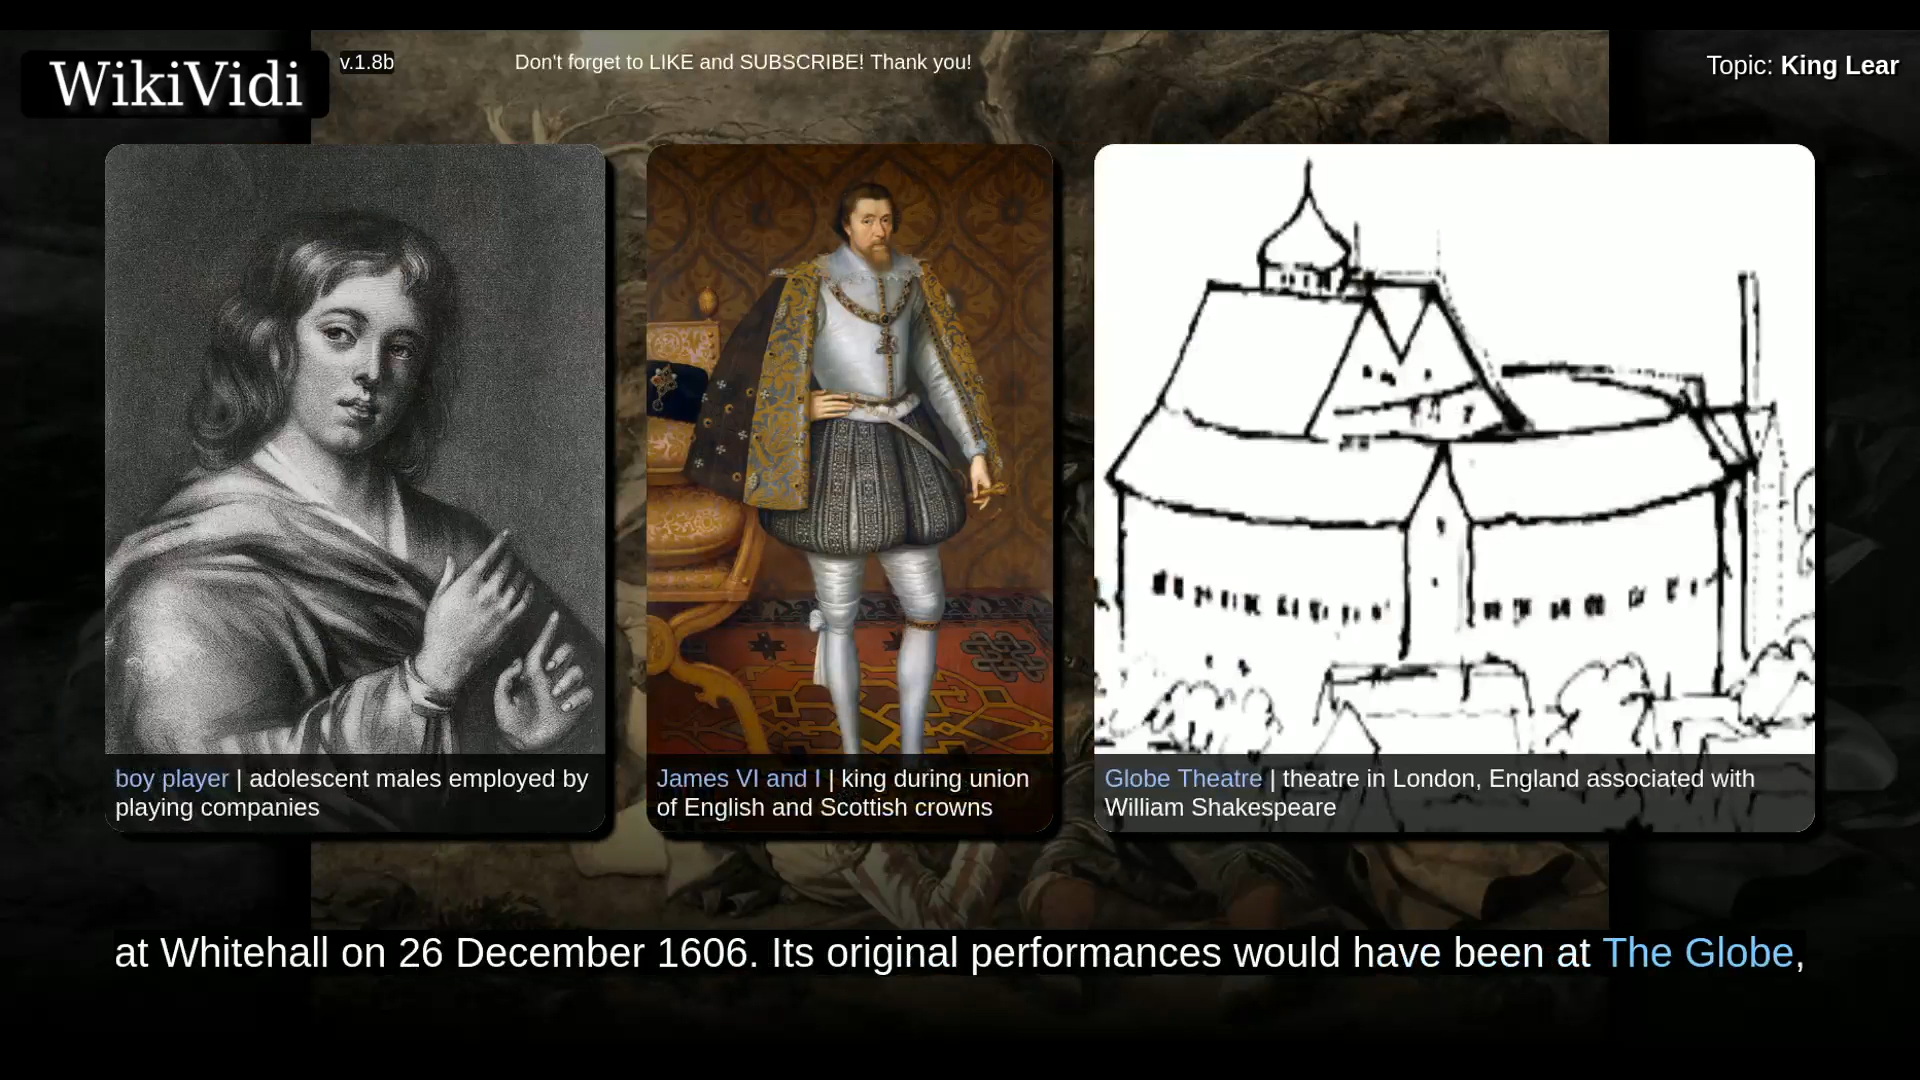 WikiVidi
v.1.8b
Don't forget to LIKE and SUBSCRIBE! Thank you!
Topic: King Lear
boy player | adolescent males employed by
playing companies
James VI and I | king during union
of English and Scottish crowns
Globe Theatre | theatre in London, England associated with
William Shakespeare
at Whitehall on 26 December 1606. Its original performances would have been at The Globe,